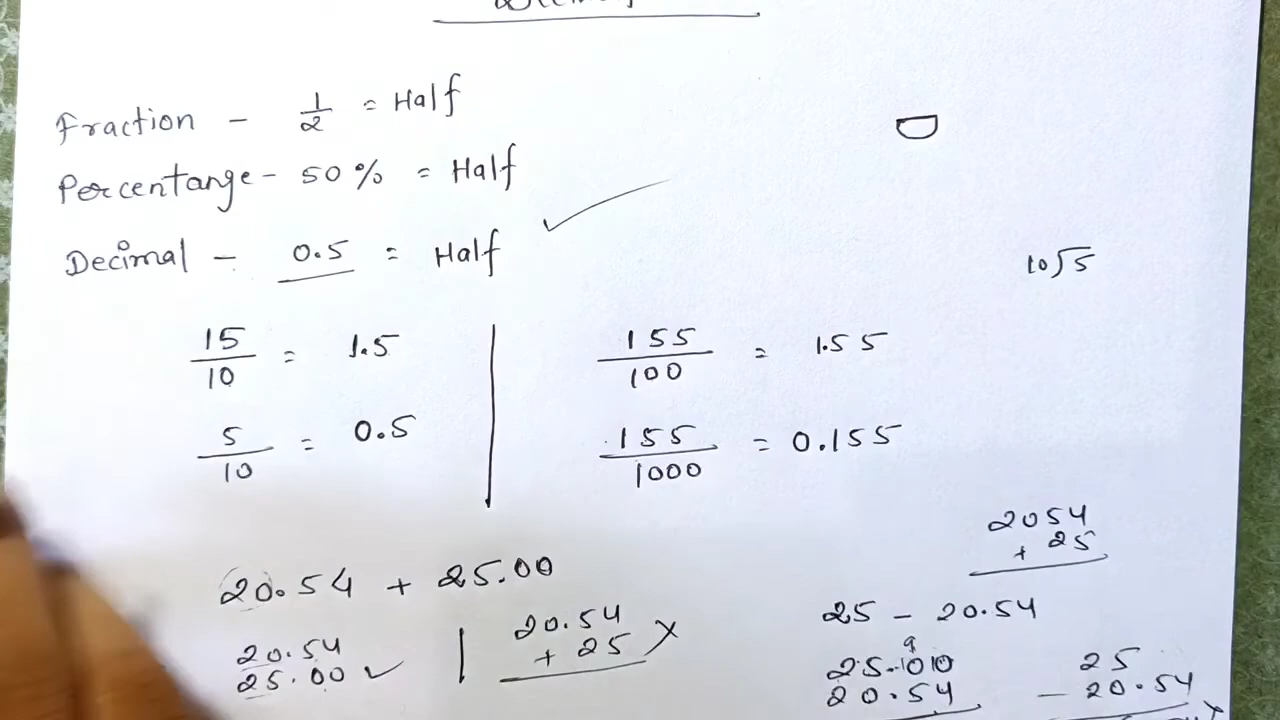 Fraction - 1/2 = Half
Percentange - 50% = Half
Decimal - 0.5 = Half
10√5
15/10 = 1.5
155/100 = 1.55
5/10 = 0.5
155/1000 = 0.155
2054
+ 25
20.54 + 25.00
20.54
25.00 ✓
20.54
+ 25 X
25 - 20.54
9
25.1010
20.54
25
- 20.54 X